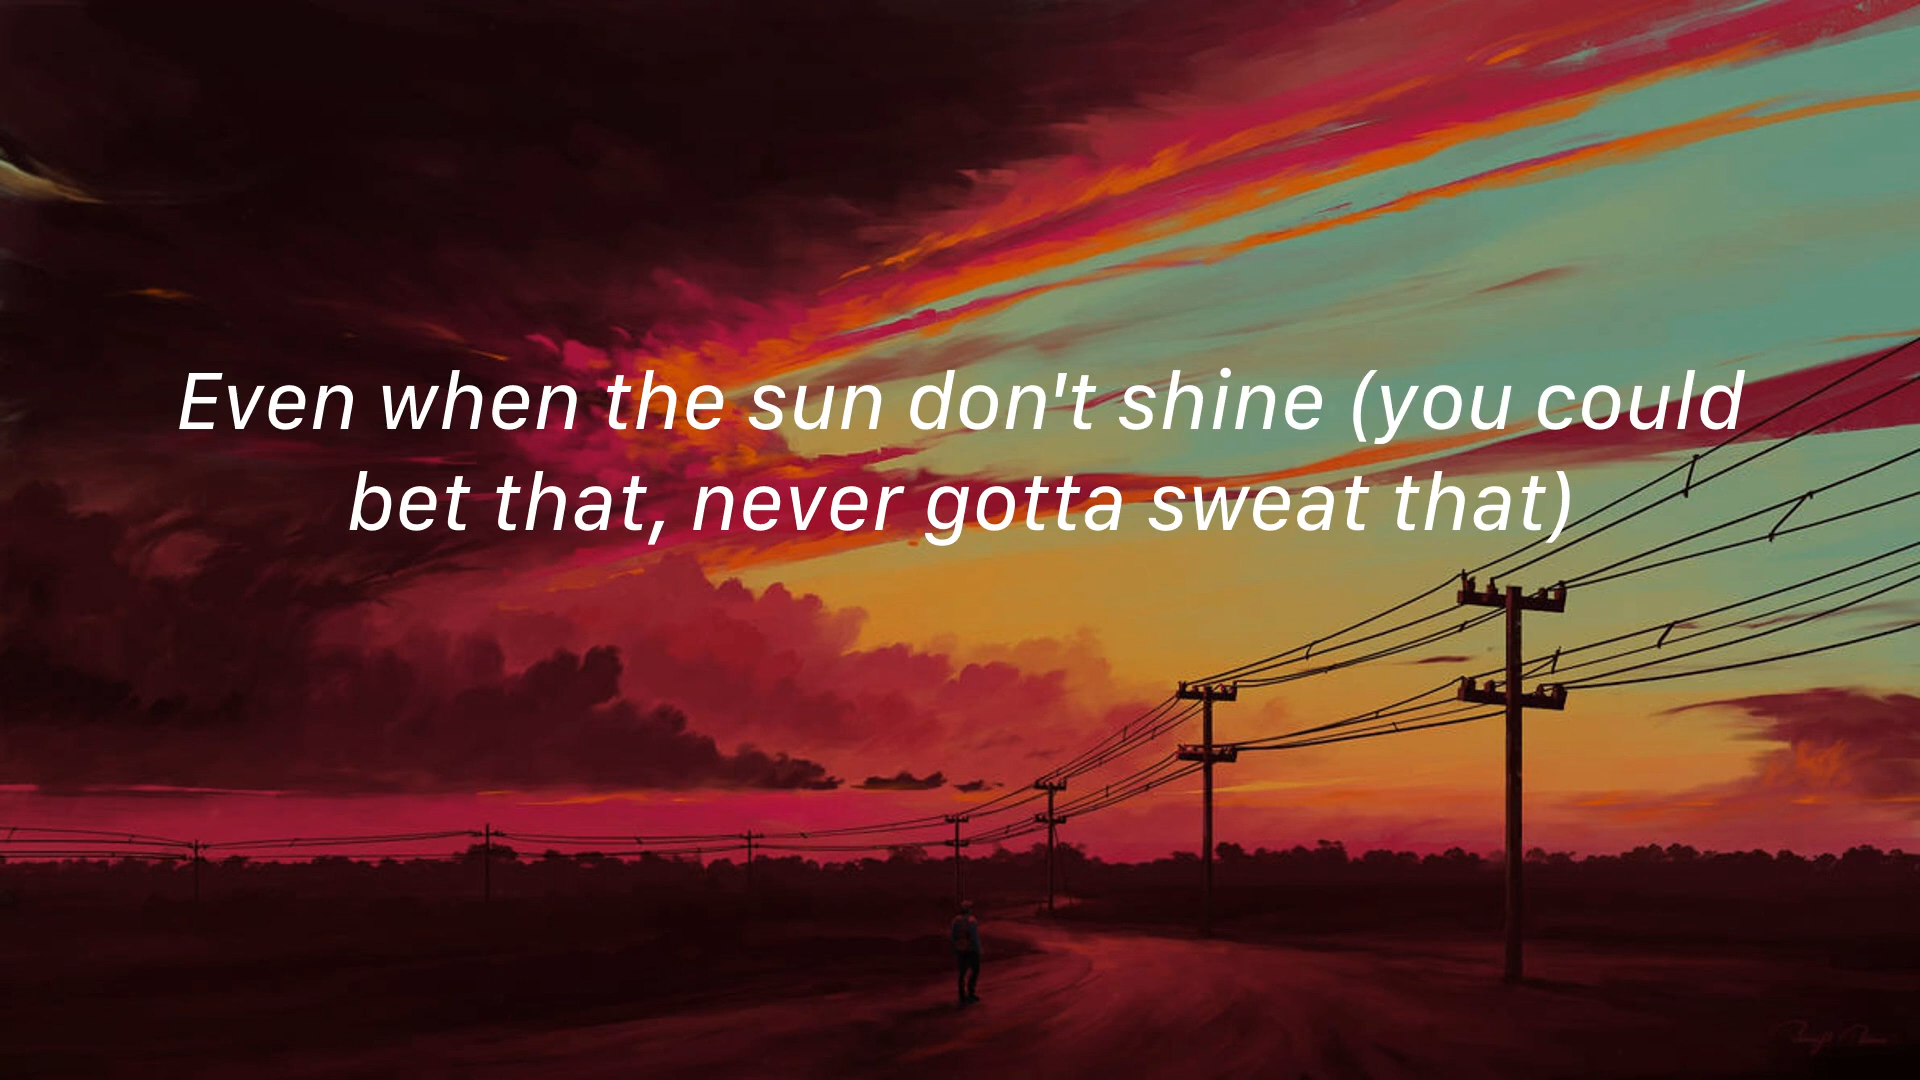 Even when the sun don't shine (you could
bet that, never gotta sweat that)